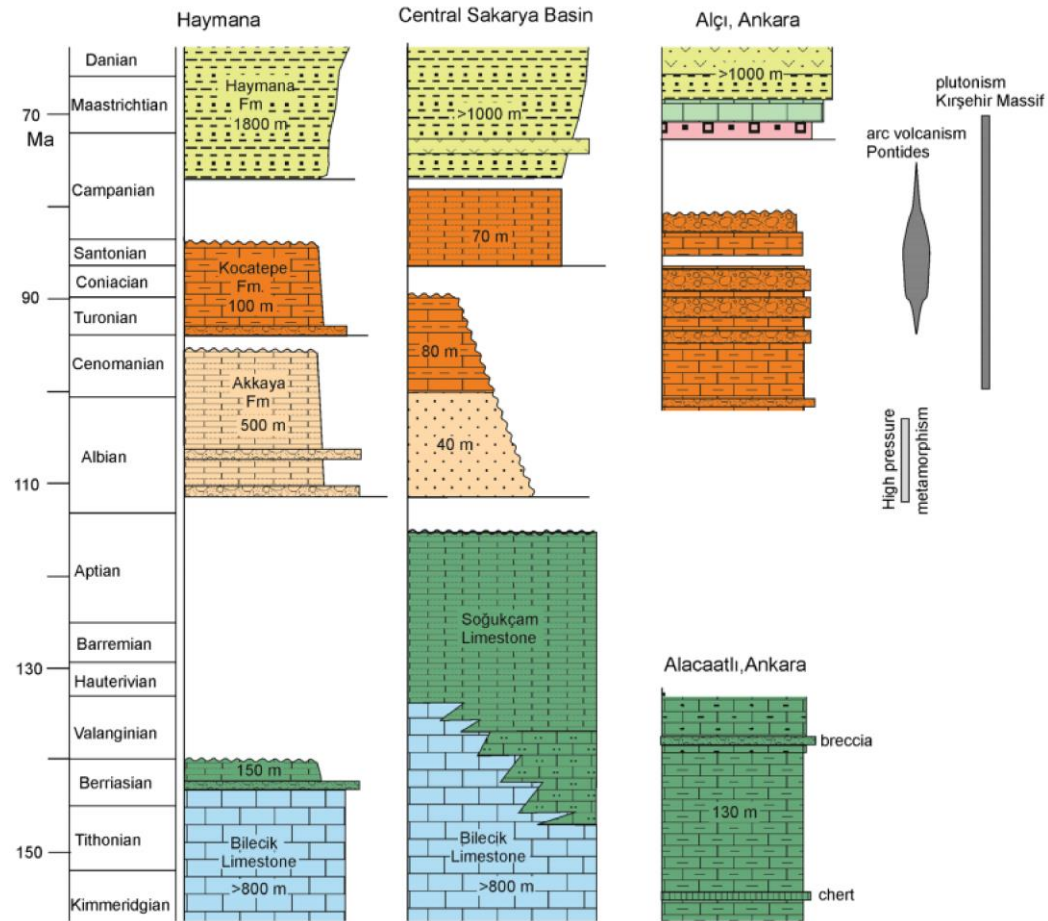 Haymana
Central Sakarya Basin
Alçı, Ankara
70
Ma
90
110
130
150
Danian
Maastrichtian
Campanian
Santonian
Coniacian
Turonian
Cenomanian
Albian
Aptian
Barremian
Hauterivian
Valanginian
Berriasian
Tithonian
Kimmeridgian
Haymana
Fm
1800 m
Kocatepe
Fm.
100 m
Akkaya
Fm
500 m
150 m
Bilecik
Limestone
>800 m
>1000 m
70 m
80 m
40 m
Soğukçam
Limestone
Bilecik
Limestone
>800 m
>1000 m
Alacaatlı,Ankara
breccia
130 m
chert
plutonism
Kırşehir Massif
arc volcanism
Pontides
High pressure
metamorphism